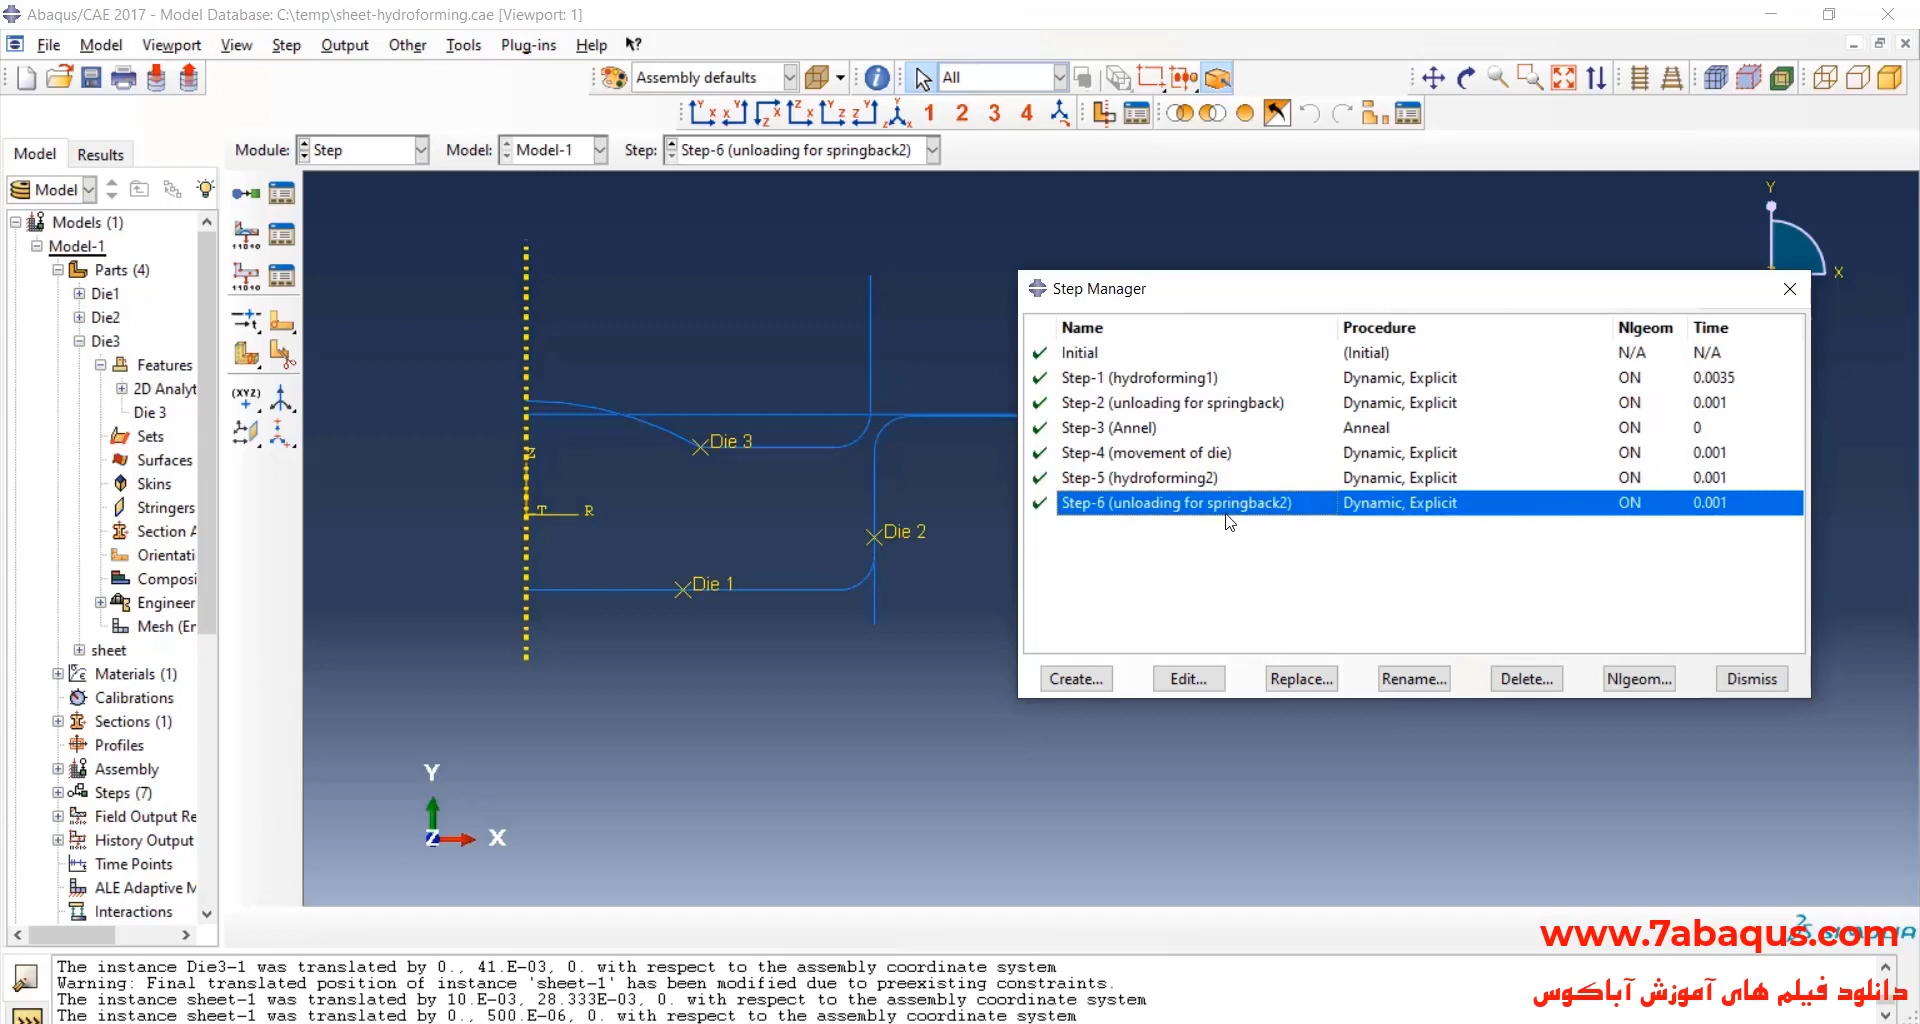 Abaqus/CAE 2017 - Model Database: C:\temp\sheet-hydroforming.cae [Viewport: 1]
File Model Viewport View Step Output Other Tools Plug-ins Help
Assembly defaults All
1 2 3 4
Model Results Module: Step Model: Model-1 Step: Step-6 (unloading for springback2)
Model
Models (1)
Model-1
Parts (4)
Die1
Die2
Die3
Features
2D Analyt
Die 3
Sets
Surfaces
Skins
Stringers
Section A
Orientati
Composi
Engineer
Mesh (En
sheet
Materials (1)
Calibrations
Sections (1)
Profiles
Assembly
Steps (7)
Field Output Re
History Output
Time Points
ALE Adaptive M
Interactions
(XYZ)
Die 3
Z
T R
Die 2
Die 1
Y
X
Z
Y
X
Step Manager
Name Procedure Nlgeom Time
Initial (Initial) N/A N/A
Step-1 (hydroforming1) Dynamic, Explicit ON 0.0035
Step-2 (unloading for springback) Dynamic, Explicit ON 0.001
Step-3 (Annel) Anneal ON 0
Step-4 (movement of die) Dynamic, Explicit ON 0.001
Step-5 (hydroforming2) Dynamic, Explicit ON 0.001
Step-6 (unloading for springback2) Dynamic, Explicit ON 0.001
Create... Edit... Replace... Rename... Delete... Nlgeom... Dismiss
www.7abaqus.com
دانلود فیلم های آموزش آباکوس
The instance Die3-1 was translated by 0., 41.E-03, 0. with respect to the assembly coordinate system
Warning: Final translated position of instance 'sheet-1' has been modified due to preexisting constraints.
The instance sheet-1 was translated by 10.E-03, 28.333E-03, 0. with respect to the assembly coordinate system
The instance sheet-1 was translated by 0., 500.E-06, 0. with respect to the assembly coordinate system